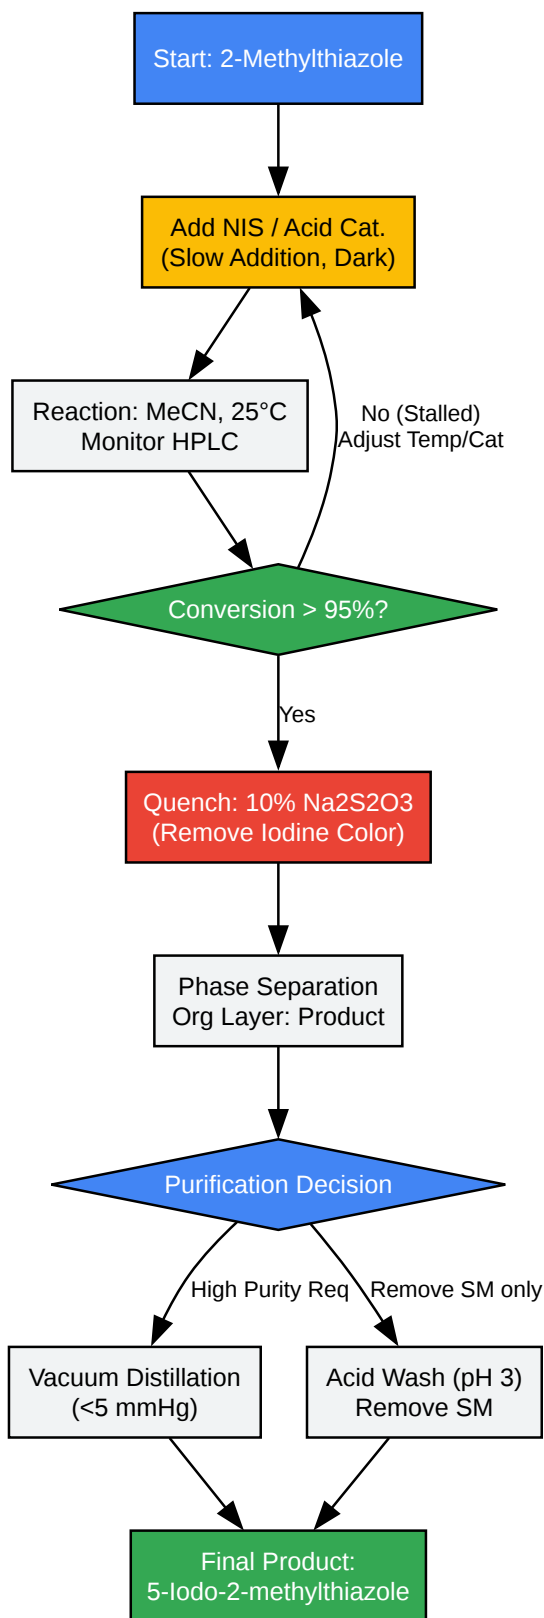 Start: 2-Methylthiazole
Add NIS / Acid Cat.
(Slow Addition, Dark)
Reaction: MeCN, 25°C
Monitor HPLC
No (Stalled)
Adjust Temp/Cat
Conversion > 95%?
Yes
Quench: 10% Na2S2O3
(Remove Iodine Color)
Phase Separation
Org Layer: Product
Purification Decision
High Purity Req
Remove SM only
Vacuum Distillation
(<5 mmHg)
Acid Wash (pH 3)
Remove SM
Final Product:
5-Iodo-2-methylthiazole